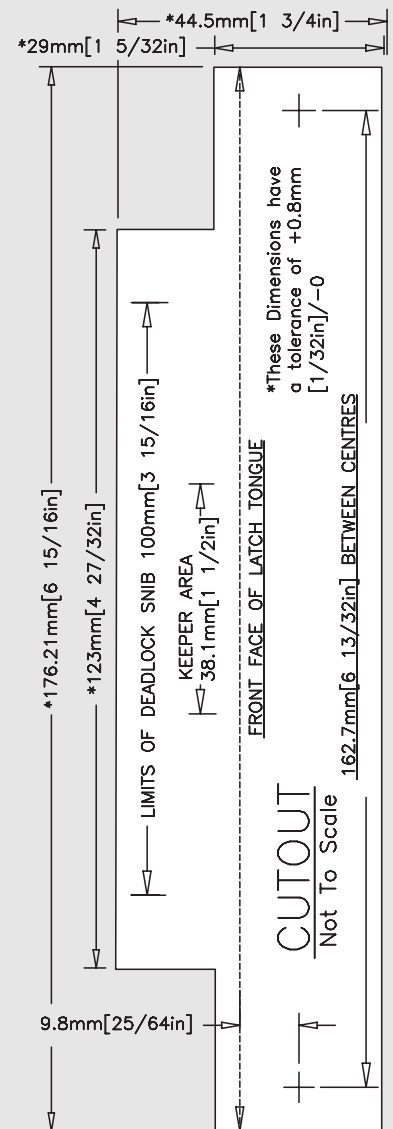 *44.5mm[1 3/4in]
*29mm[1 5/32in]
*These Dimensions have
a tolerance of +0.8mm
[1/32in]/-0
*176.21mm[6 15/16in]
*123mm[4 27/32in]
LIMITS OF DEADLOCK SNIB 100mm[3 15/16in]
KEEPER AREA
38.1mm[1 1/2in]
FRONT FACE OF LATCH TONGUE
162.7mm[6 13/32in] BETWEEN CENTRES
CUTOUT
Not To Scale
9.8mm[25/64in]